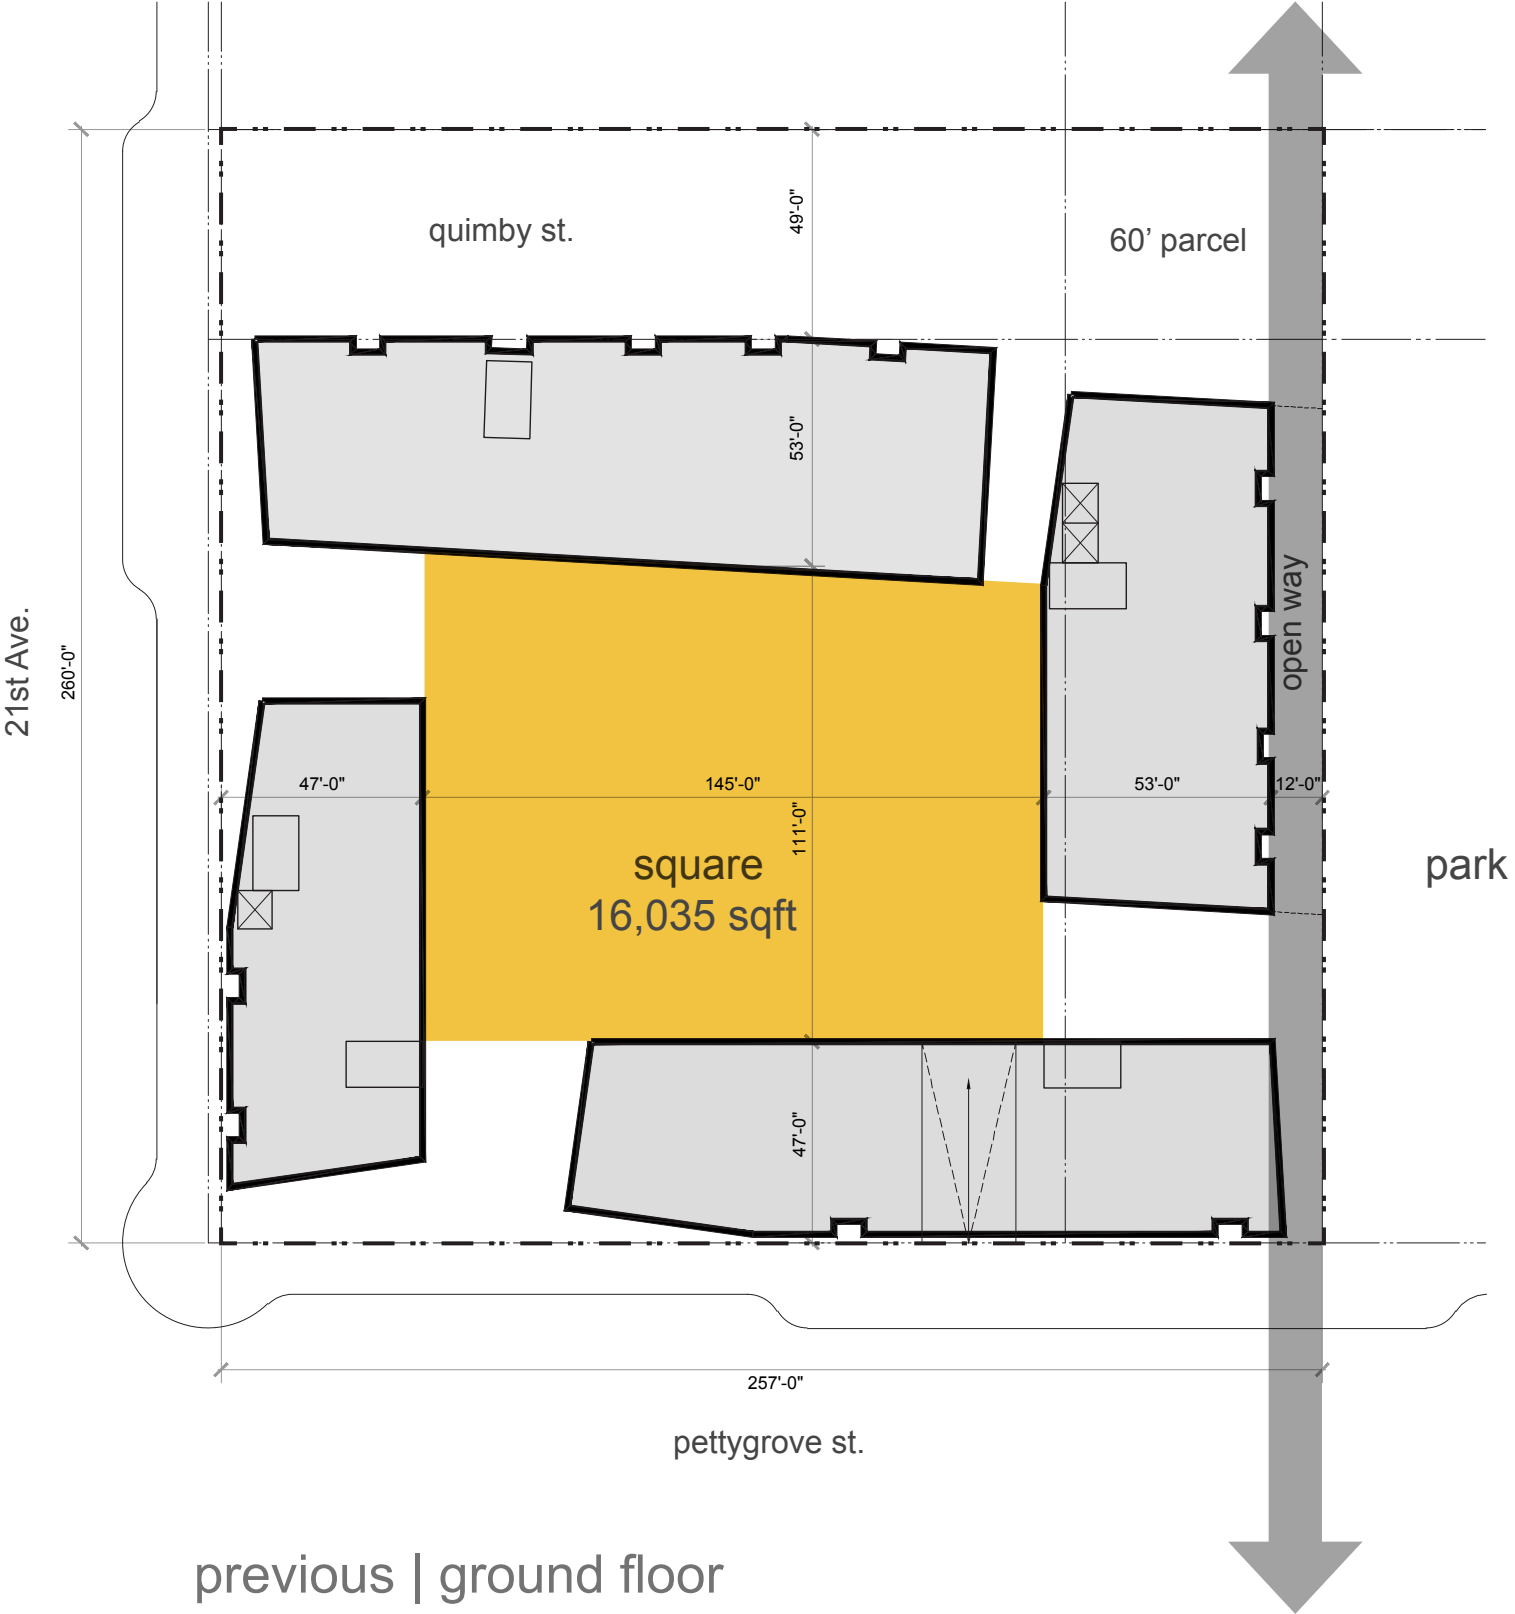 49'-0"
quimby st.
60’ parcel
53'-0"
open way
21st Ave.
260'-0"
47'-0"
145'-0"
53'-0"
12'-0"
111'-0"
square
16,035 sqft
park
47'-0"
257'-0"
pettygrove st.
previous | ground floor